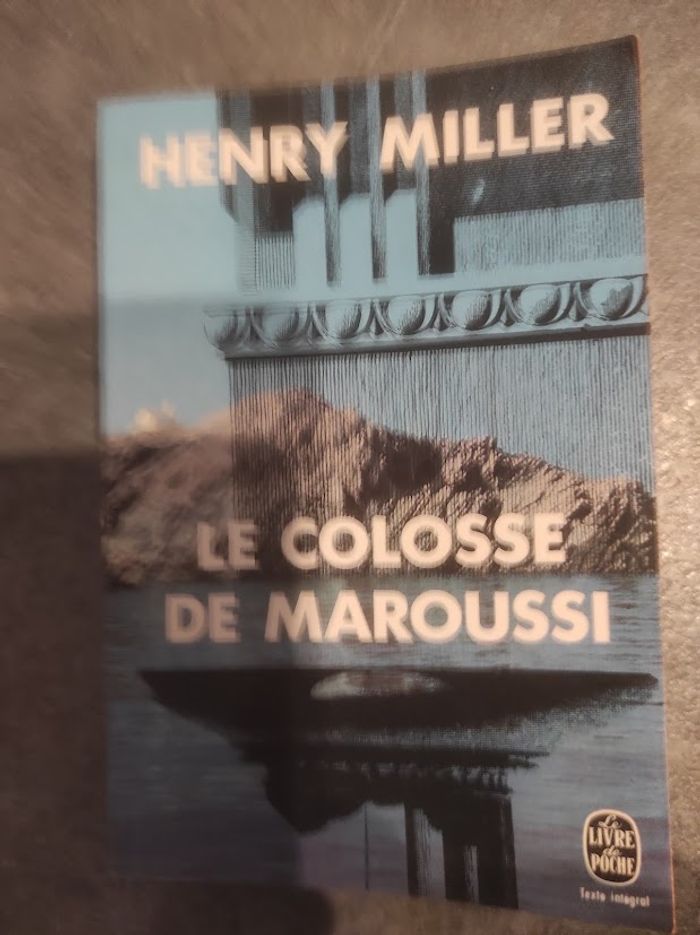 HENRY MILLER
LE COLOSSE
DE MAROUSSI
Le
LIVRE
de
POCHE
Texte intégral